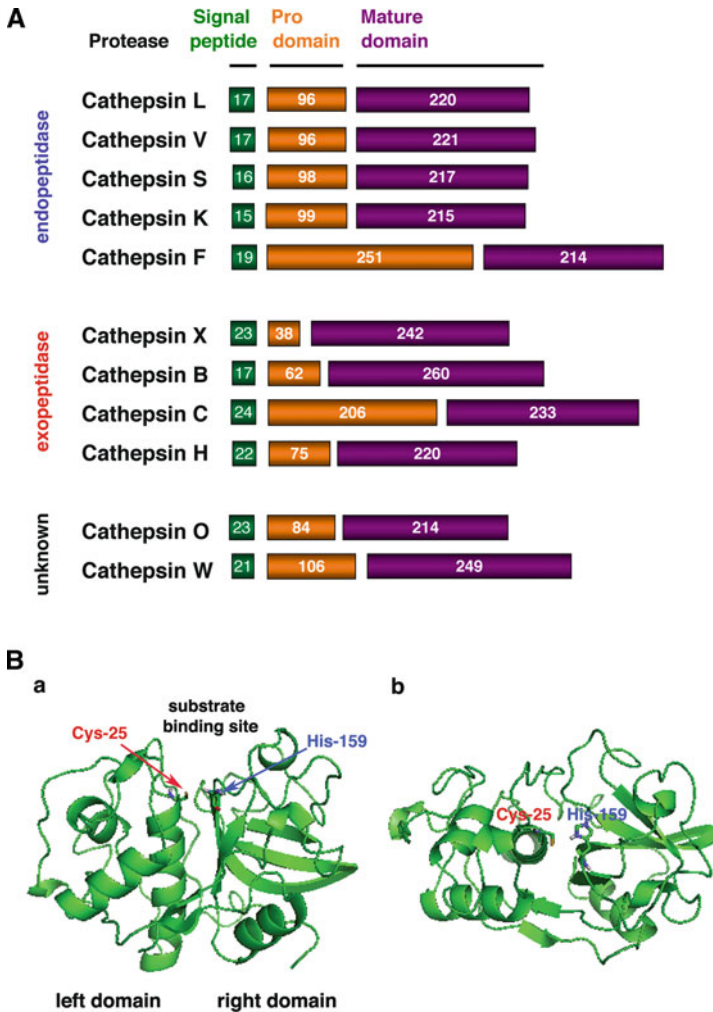 A
Protease Signal peptide Pro domain Mature domain
endopeptidase
Cathepsin L 17 96 220
Cathepsin V 17 96 221
Cathepsin S 16 98 217
Cathepsin K 15 99 215
Cathepsin F 19 251 214
exopeptidase
Cathepsin X 23 38 242
Cathepsin B 17 62 260
Cathepsin C 24 206 233
Cathepsin H 22 75 220
unknown
Cathepsin O 23 84 214
Cathepsin W 21 106 249
B
a
substrate
binding site
Cys-25
His-159
left domain right domain
b
Cys-25 His-159